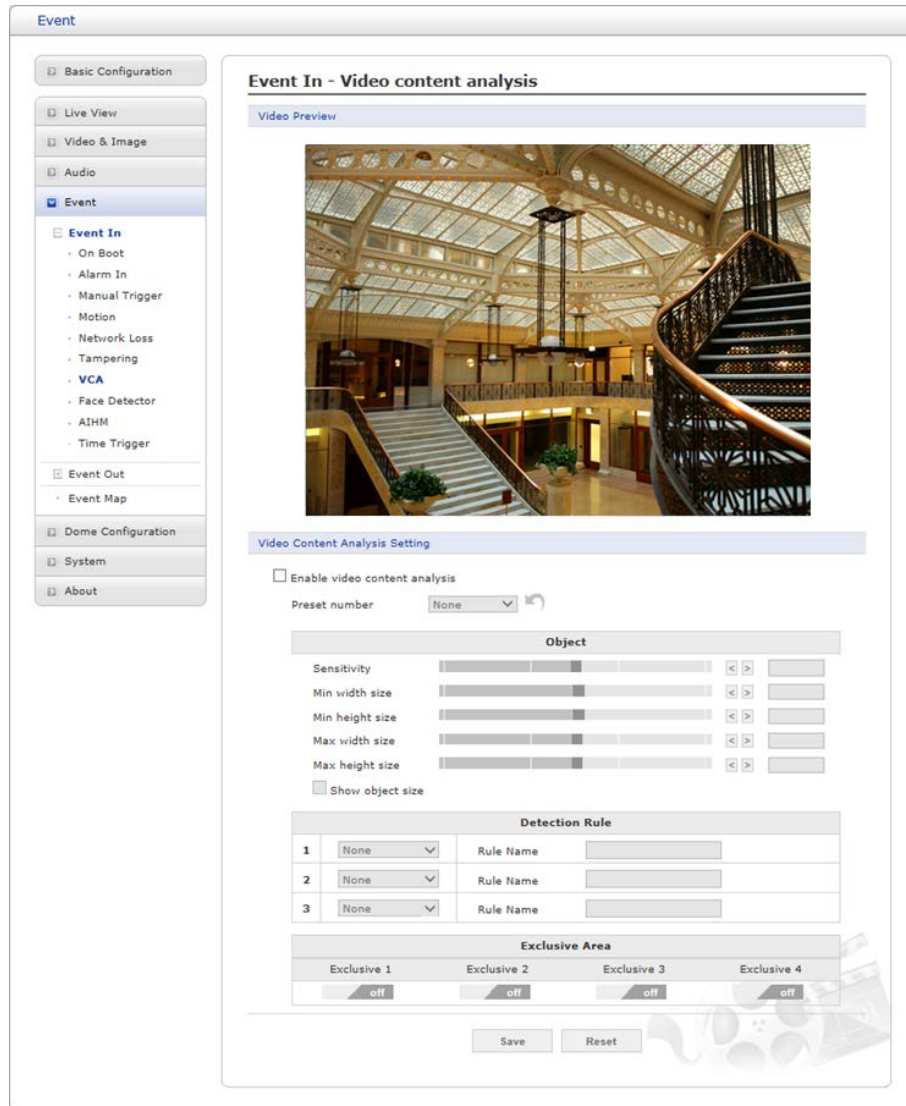 Event
Basic Configuration
Live View
Video & Image
Audio
Event
Event In
On Boot
Alarm In
Manual Trigger
Motion
Network Loss
Tampering
VCA
Face Detector
AIHM
Time Trigger
Event Out
Event Map
Dome Configuration
System
About
Event In - Video content analysis
Video Preview
Video Content Analysis Setting
Enable video content analysis
Preset number None
Object
Sensitivity < >
Min width size < >
Min height size < >
Max width size < >
Max height size < >
Show object size
Detection Rule
1 None Rule Name
2 None Rule Name
3 None Rule Name
Exclusive Area
Exclusive 1 Exclusive 2 Exclusive 3 Exclusive 4
off off off off
Save Reset